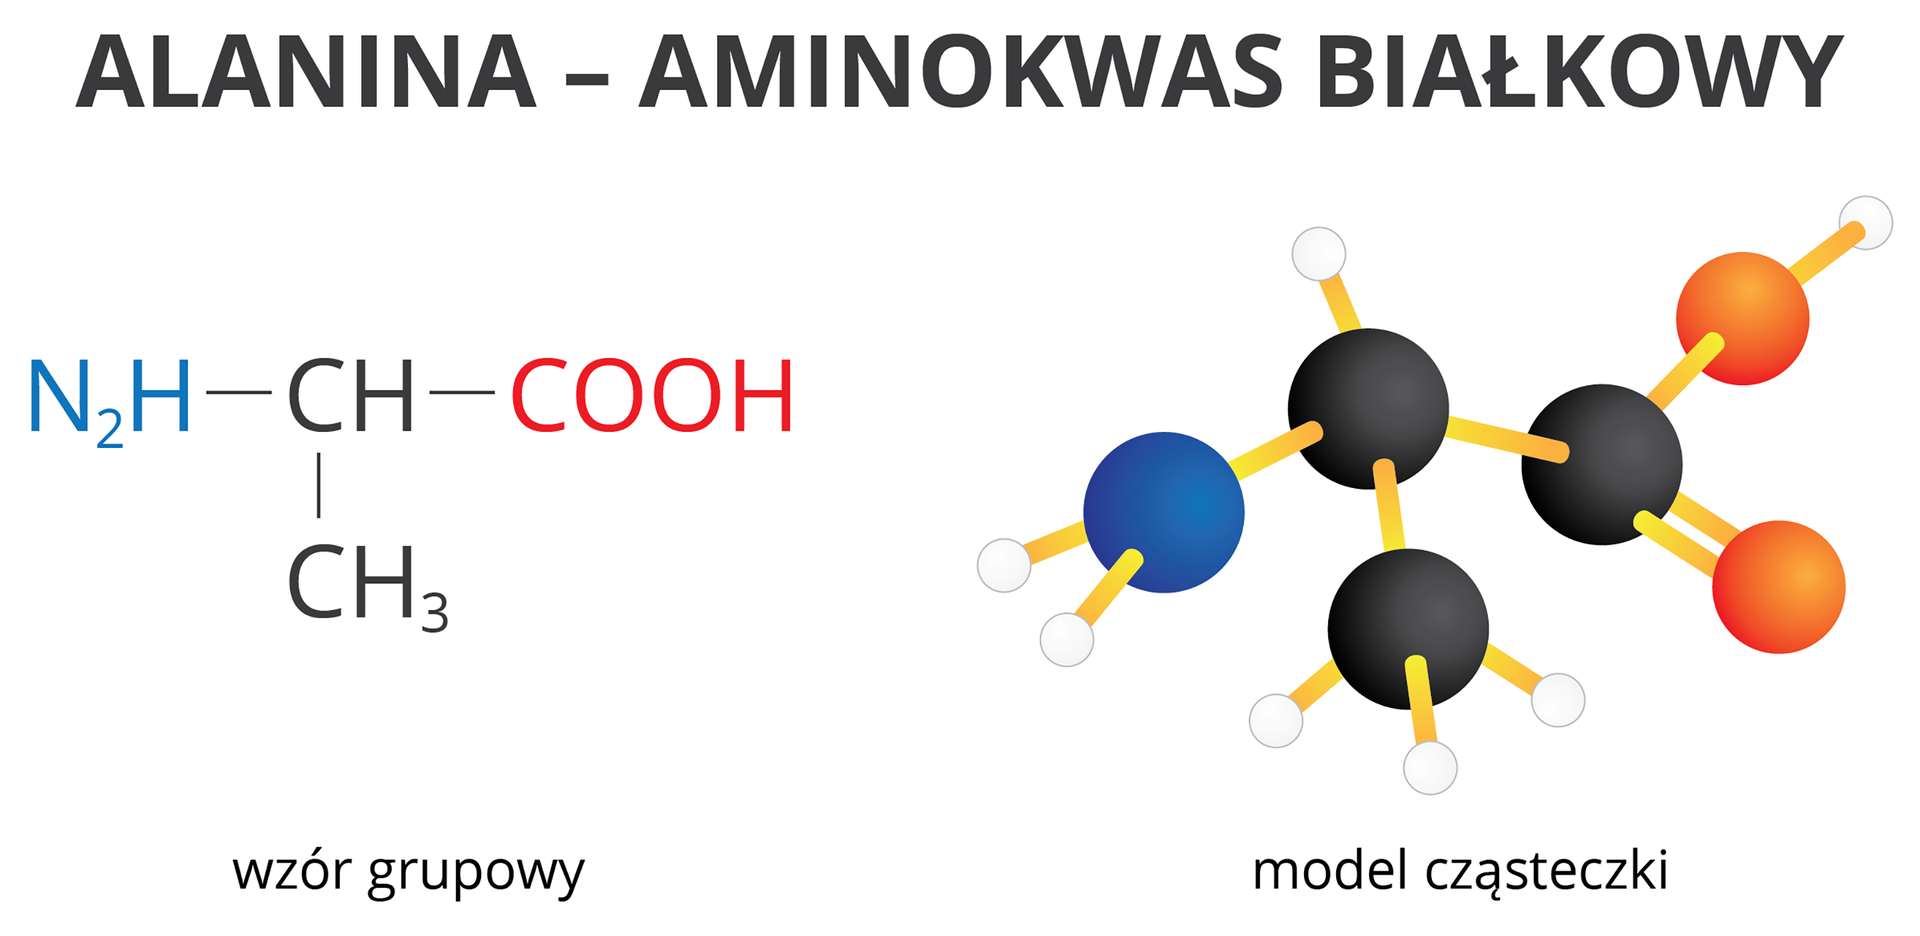 ALANINA – AMINOKWAS BIAŁKOWY
N₂H—CH—COOH
CH₃
wzór grupowy
model cząsteczki